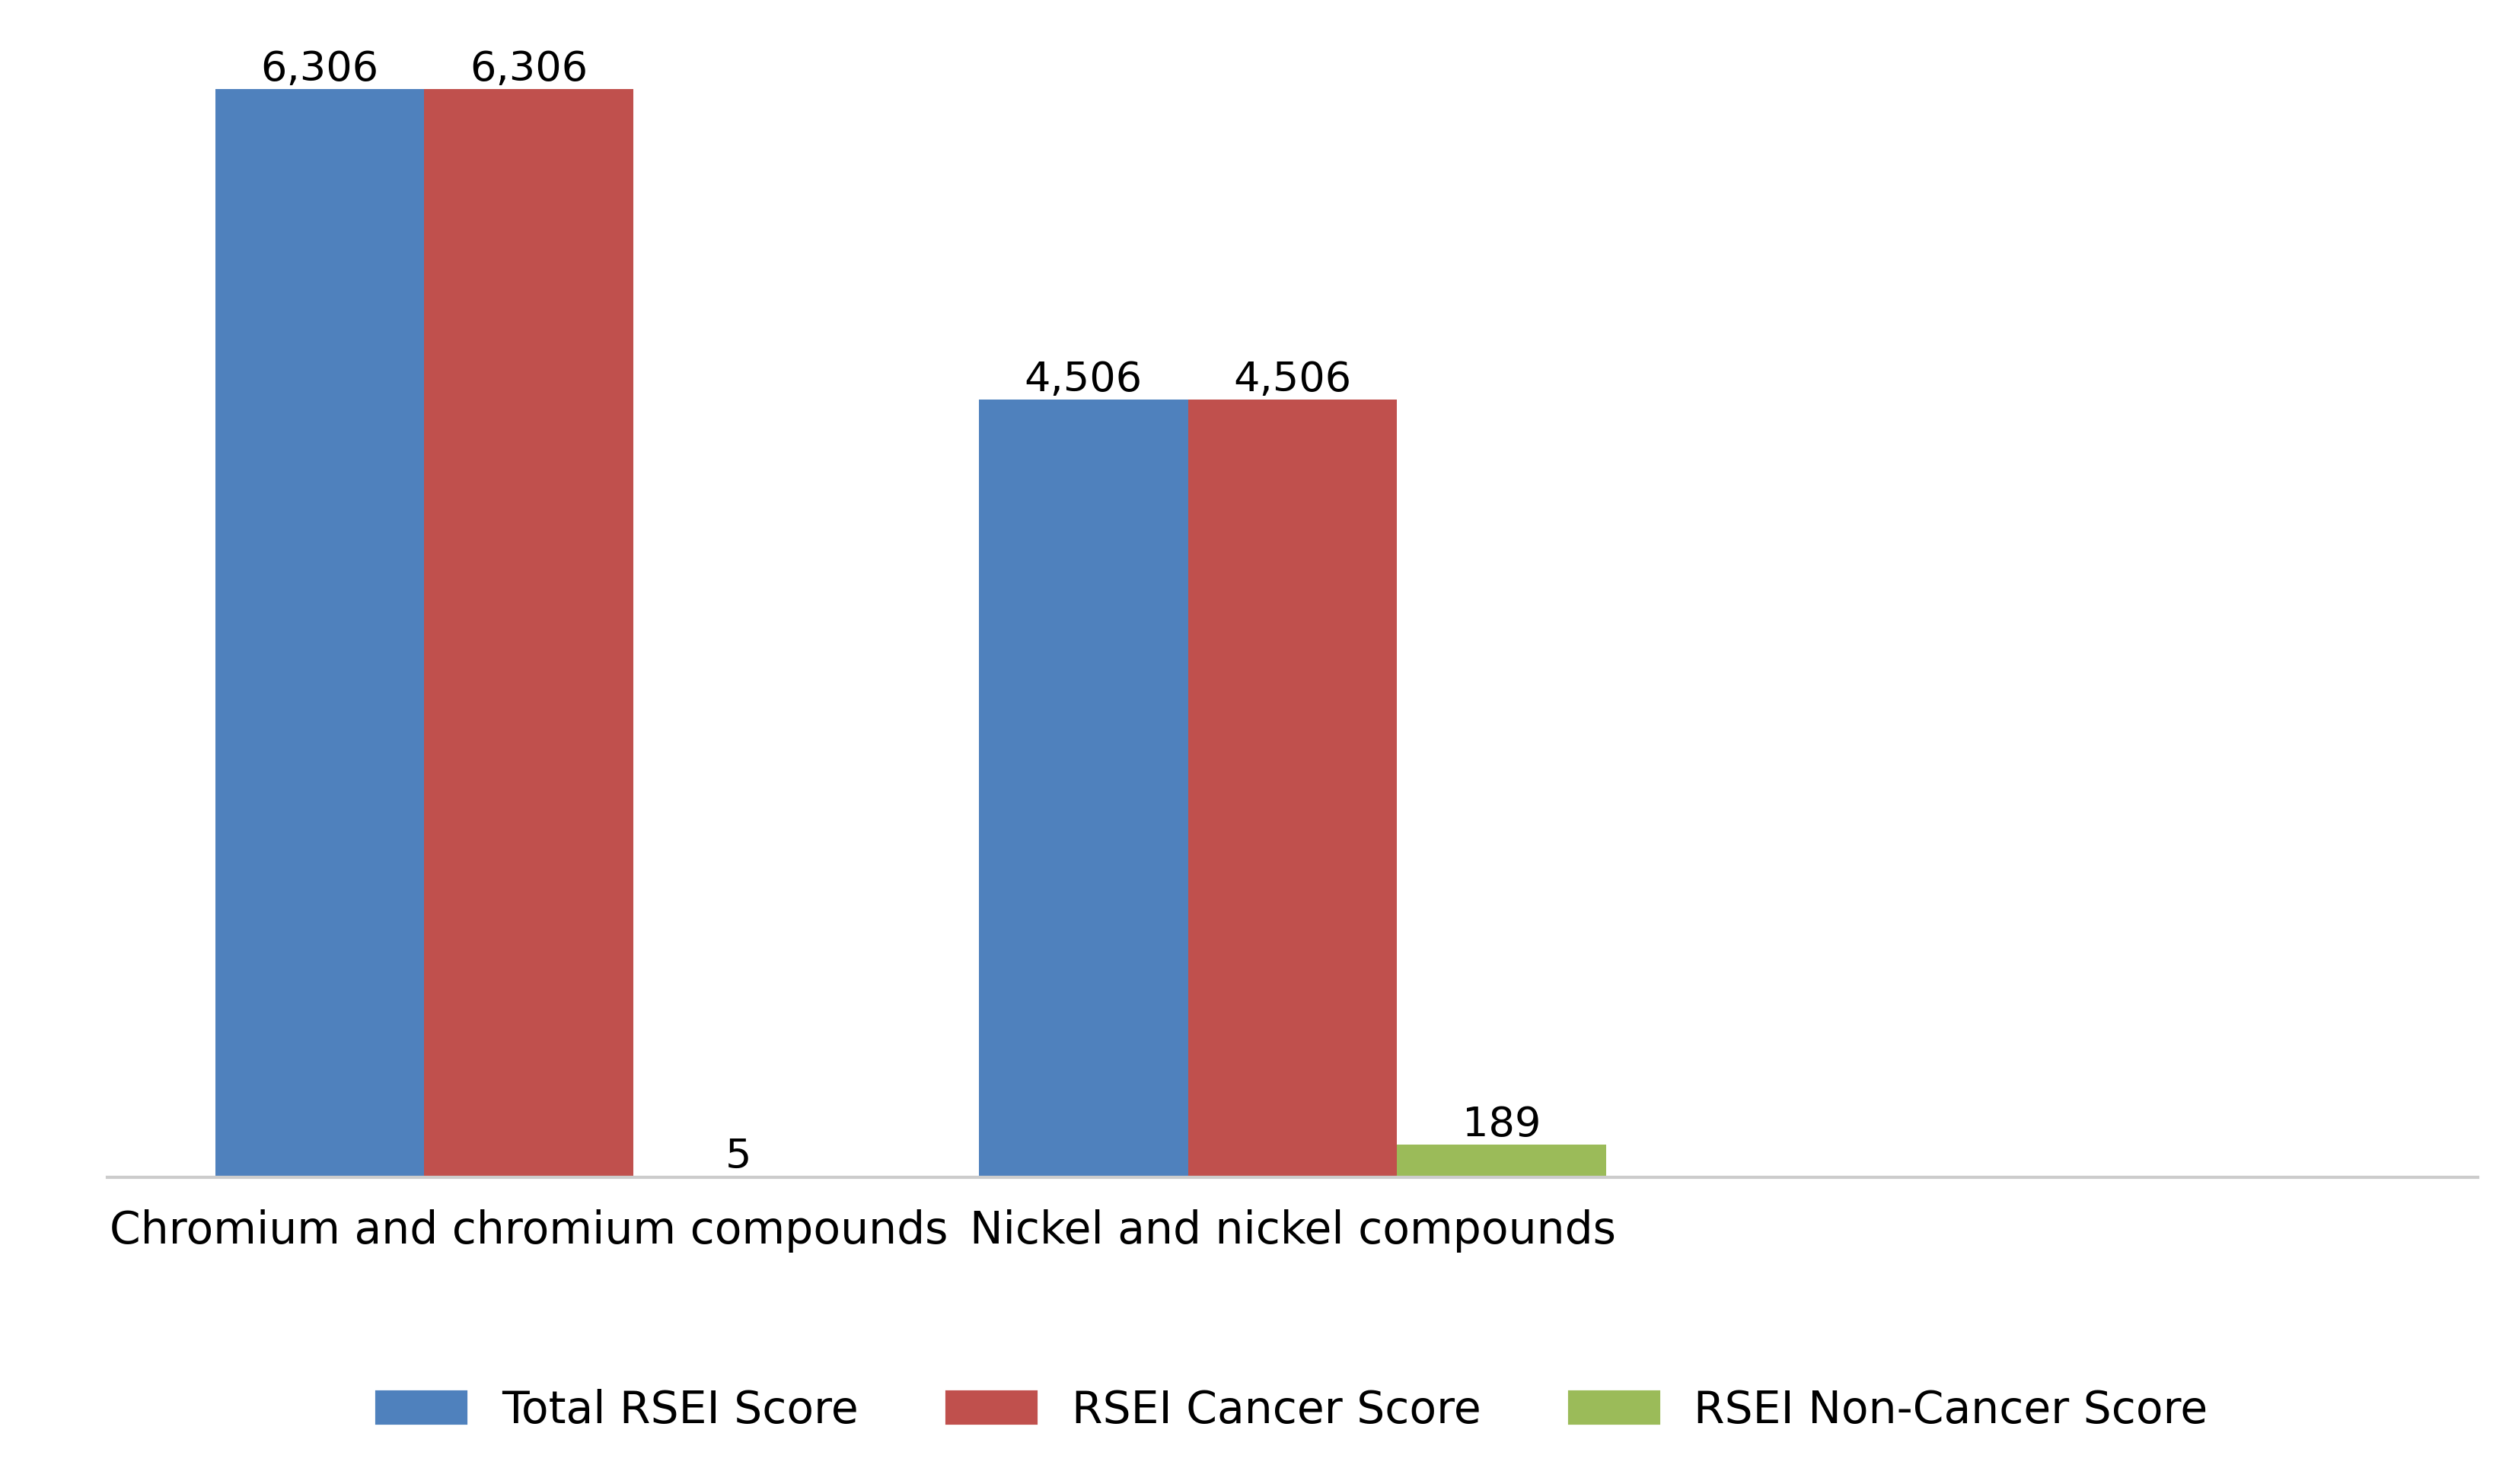 6,306 6,306
4,506 4,506
189
5
Chromium and chromium compounds Nickel and nickel compounds
Total RSEI Score RSEI Cancer Score RSEI Non-Cancer Score